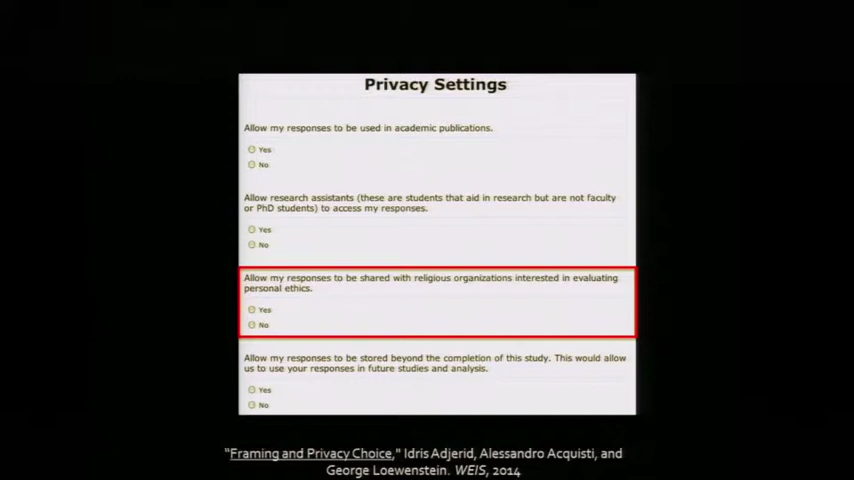 Privacy Settings
Allow my responses to be used in academic publications.
Yes
No
Allow research assistants (these are students that aid in research but are not faculty
or PhD students) to access my responses.
Yes
No
Allow my responses to be shared with religious organizations interested in evaluating
personal ethics.
Yes
No
Allow my responses to be stored beyond the completion of this study. This would allow
us to use your responses in future studies and analysis.
Yes
No
"Framing and Privacy Choice," Idris Adjerid, Alessandro Acquisti, and
George Loewenstein. WEIS, 2014